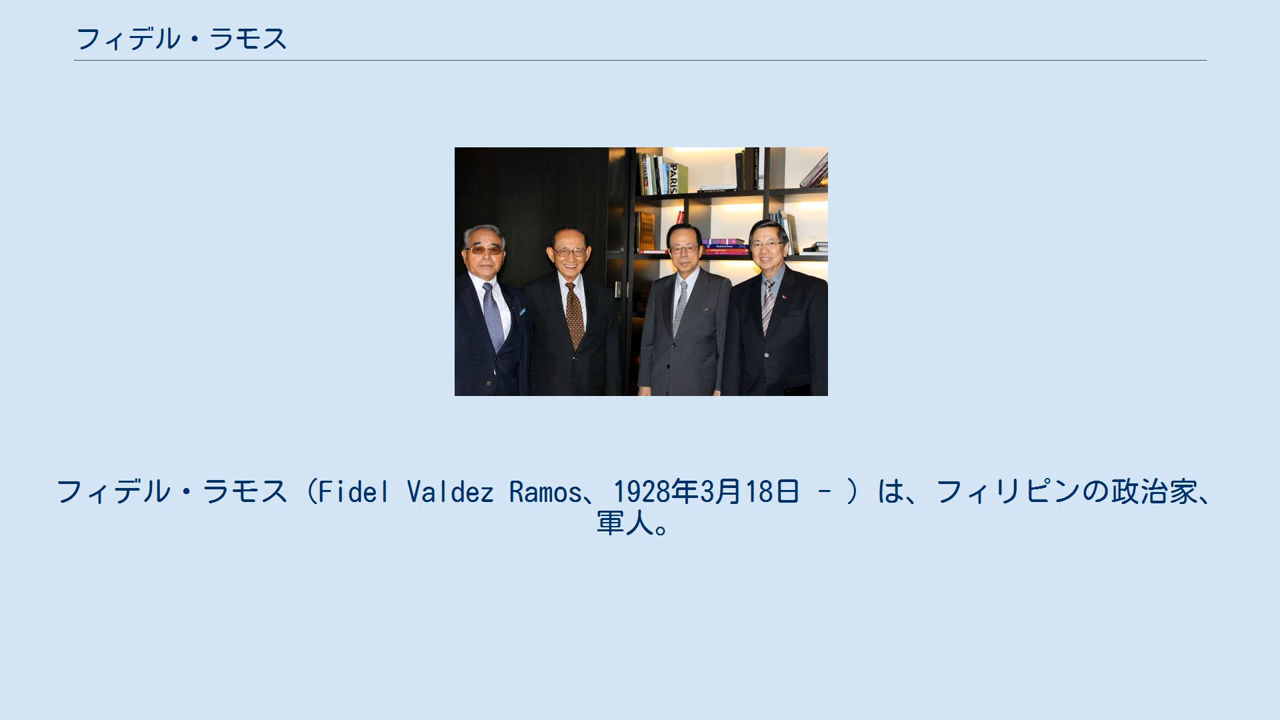 フィデル・ラモス
PARIS
フィデル・ラモス（Fidel Valdez Ramos、1928年3月18日 - ）は、フィリピンの政治家、
軍人。